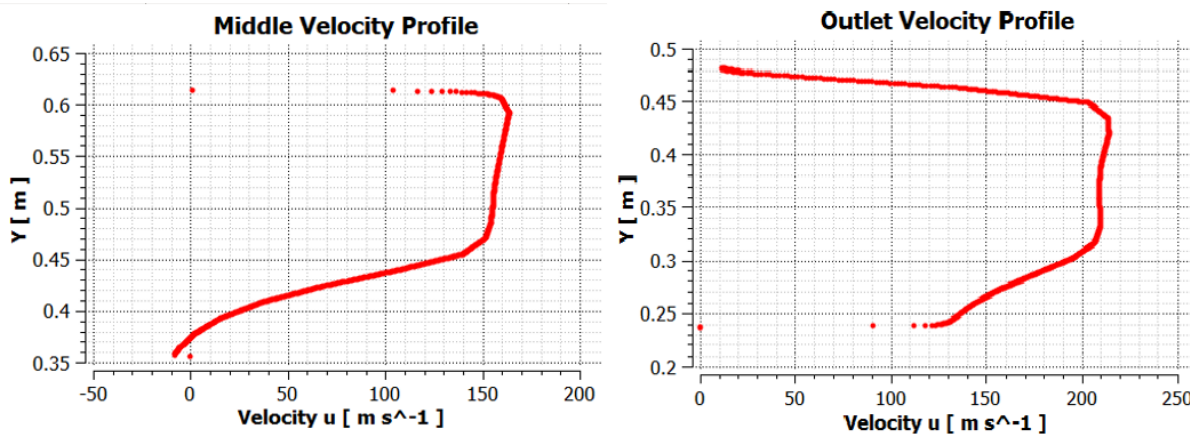 Middle Velocity Profile
0.65
0.6
0.55
0.5
0.45
0.4
0.35
Y [ m ]
-50 0 50 100 150 200
Velocity u [ m s^-1 ]
Outlet Velocity Profile
0.5
0.45
0.4
0.35
0.3
0.25
0.2
Y [ m ]
0 50 100 150 200 250
Velocity u [ m s^-1 ]